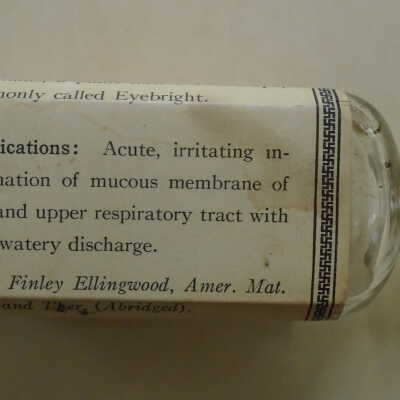 monly called Eyebright.
ications: Acute, irritating in-
nation of mucous membrane of
and upper respiratory tract with
watery discharge.
Finley Ellingwood, Amer. Mat.
and Ther. (Abridged).